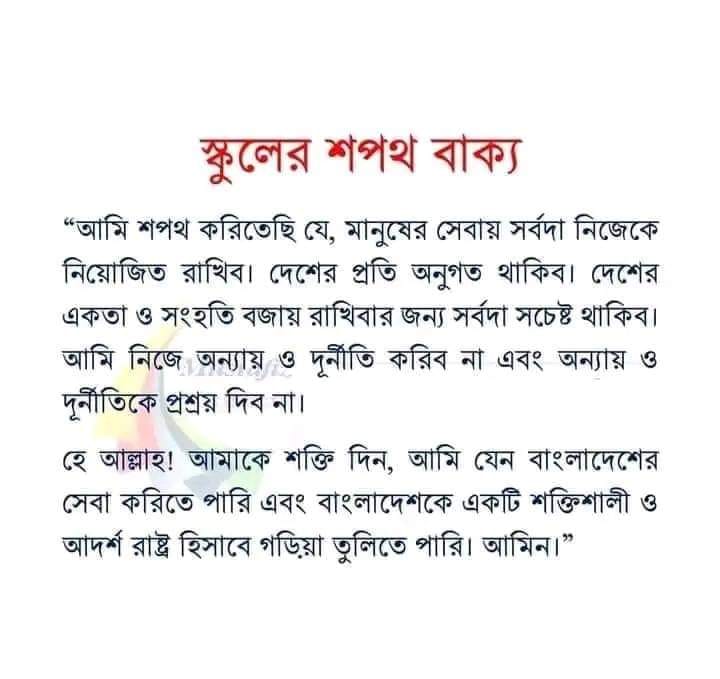 স্কুলের শপথ বাক্য
“আমি শপথ করিতেছি যে, মানুষের সেবায় সর্বদা নিজেকে
নিয়োজিত রাখিব। দেশের প্রতি অনুগত থাকিব। দেশের
একতা ও সংহতি বজায় রাখিবার জন্য সর্বদা সচেষ্ট থাকিব।
আমি নিজে অন্যায় ও দূর্নীতি করিব না এবং অন্যায় ও
দূর্নীতিকে প্রশ্রয় দিব না।
হে আল্লাহ! আমাকে শক্তি দিন, আমি যেন বাংলাদেশের
সেবা করিতে পারি এবং বাংলাদেশকে একটি শক্তিশালী ও
আদর্শ রাষ্ট্র হিসাবে গড়িয়া তুলিতে পারি। আমিন।”